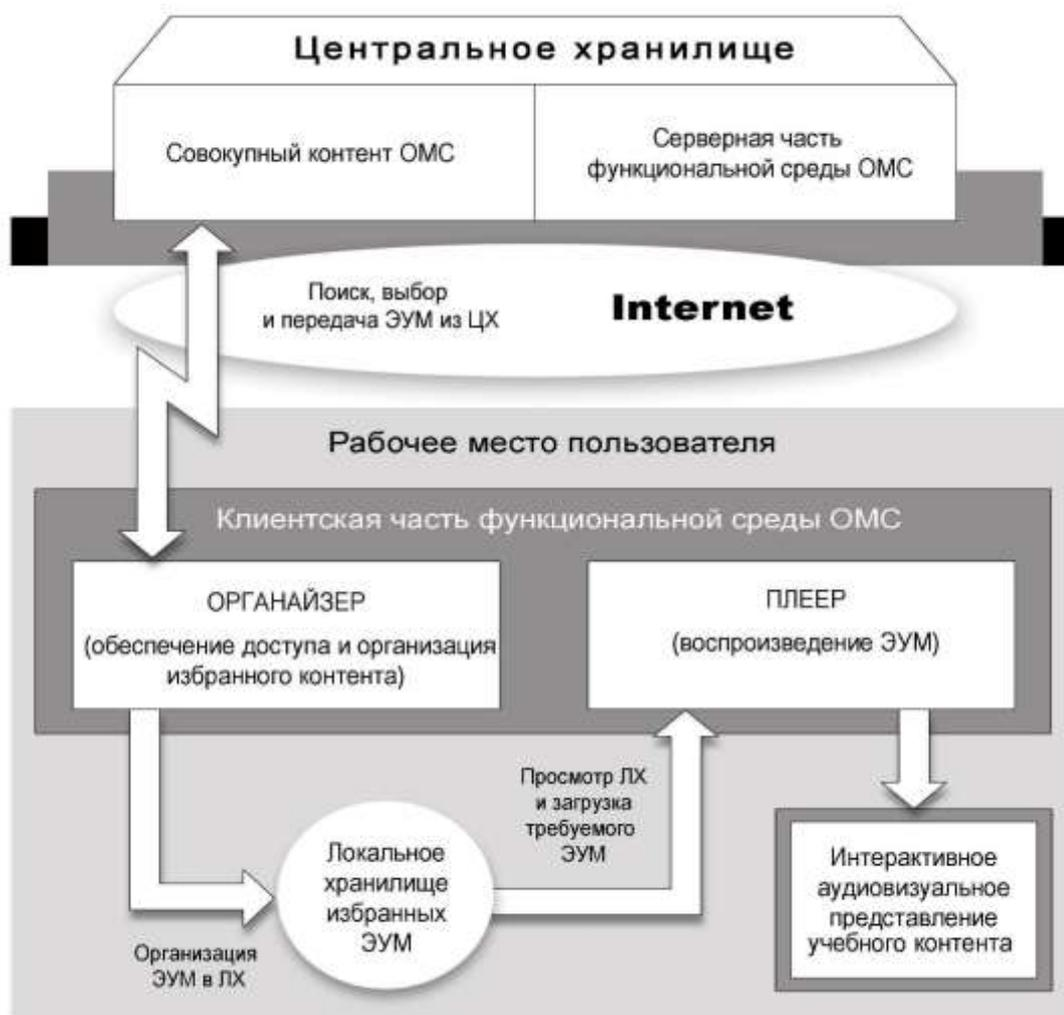 Центральное хранилище
Совокупный контент ОМС
Серверная часть
функциональной среды ОМС
Поиск, выбор
и передача ЭУМ из ЦХ
Internet
Рабочее место пользователя
Клиентская часть функциональной среды ОМС
ОРГАНАЙЗЕР
(обеспечение доступа и организация
избранного контента)
ПЛЕЕР
(воспроизведение ЭУМ)
Организация
ЭУМ в ЛХ
Локальное
хранилище
избранных
ЭУМ
Просмотр ЛХ
и загрузка
требуемого
ЭУМ
Интерактивное
аудиовизуальное
представление
учебного контента